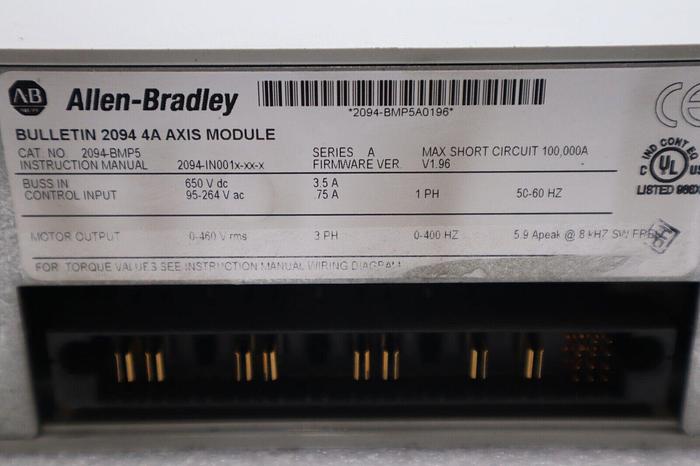 AB
Allen-Bradley
*2094-BMP5A0196*
BULLETIN 2094 4A AXIS MODULE
CAT. NO. 2094-BMP5 SERIES A MAX SHORT CIRCUIT 100,000A
INSTRUCTION MANUAL 2094-IN001x-xx-x FIRMWARE VER. V1.96
BUSS IN 650 V dc 3.5 A
CONTROL INPUT 95-264 V ac .75 A 1 PH 50-60 HZ
MOTOR OUTPUT 0-460 V rms 3 PH 0-400 HZ 5.9 Apeak @ 8 kHZ SW
FOR TORQUE VALUES SEE INSTRUCTION MANUAL WIRING DIAGRAM
CE
IND CONT EQ
C UL US
LISTED